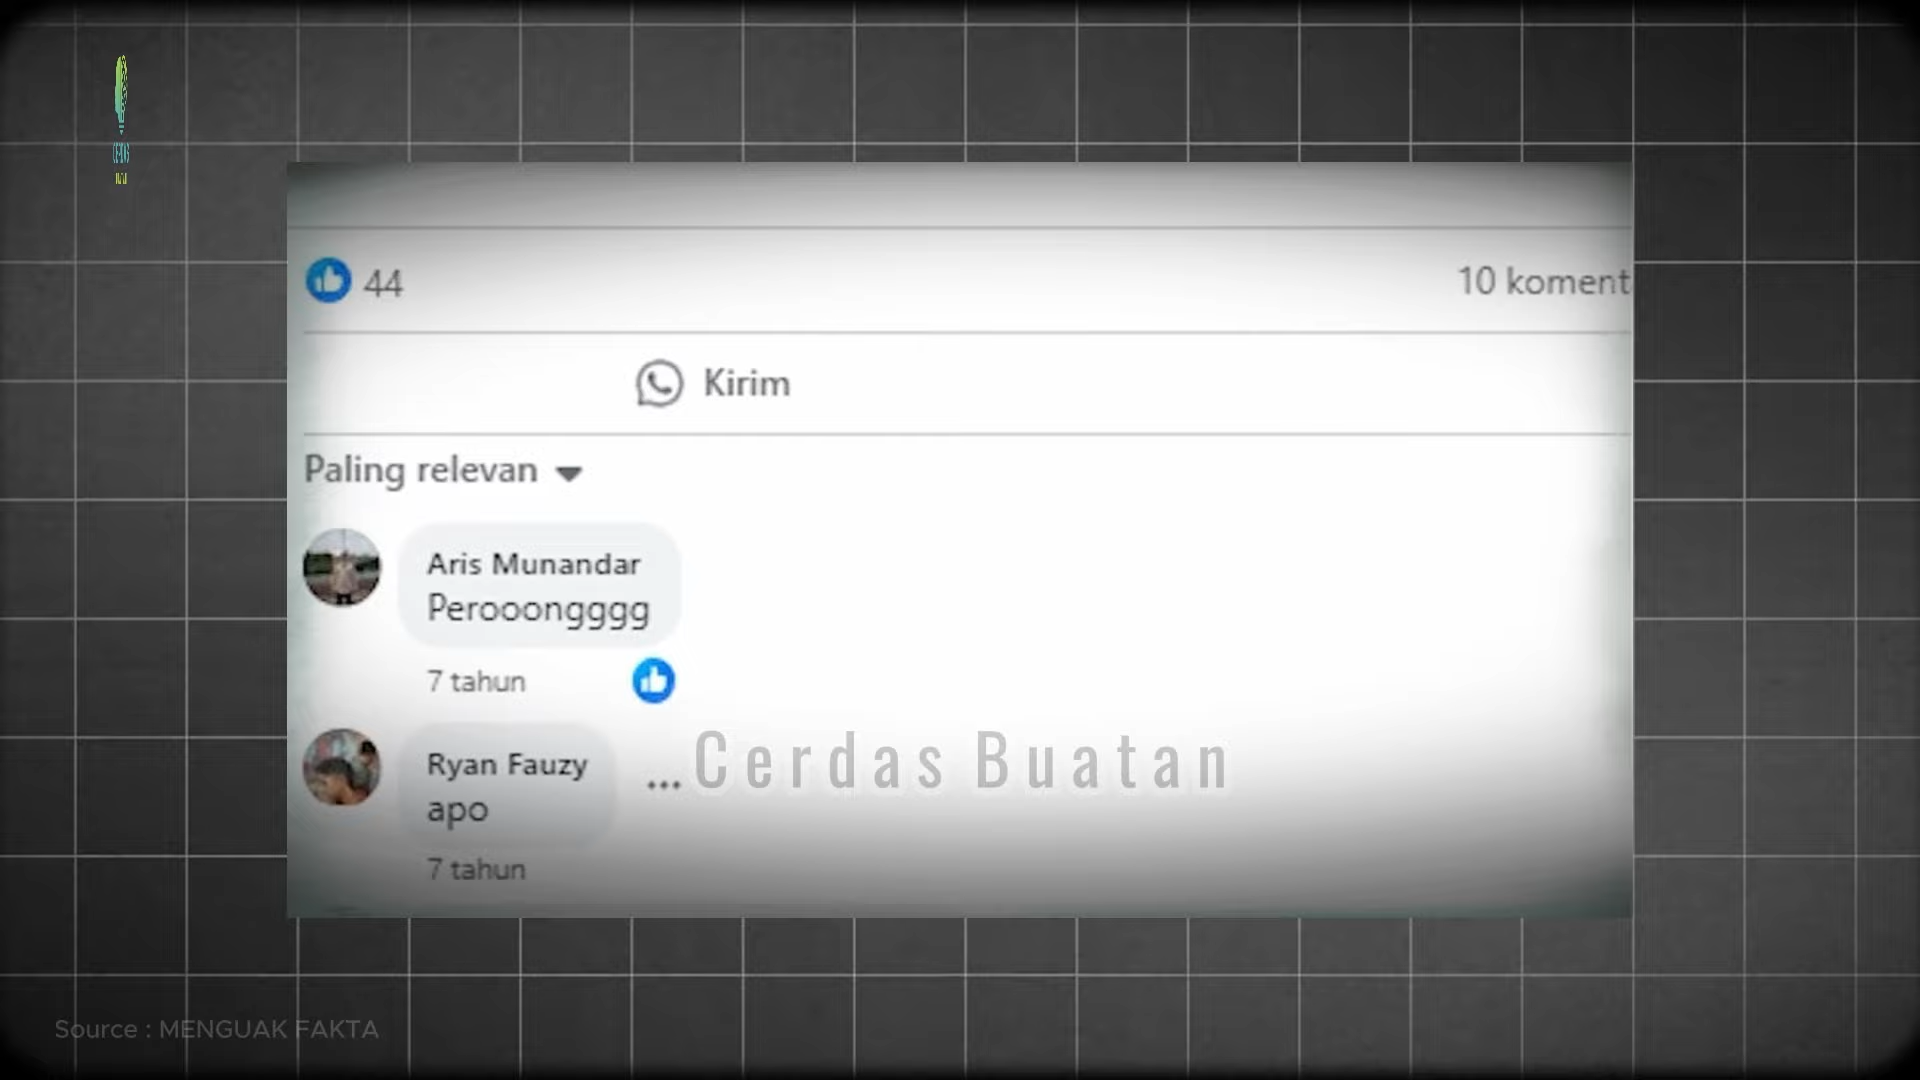 44
10 koment
Kirim
Paling relevan
Aris Munandar
Perooongggg
7 tahun
Ryan Fauzy
apo
...
7 tahun
Cerdas Buatan
Source : MENGUAK FAKTA